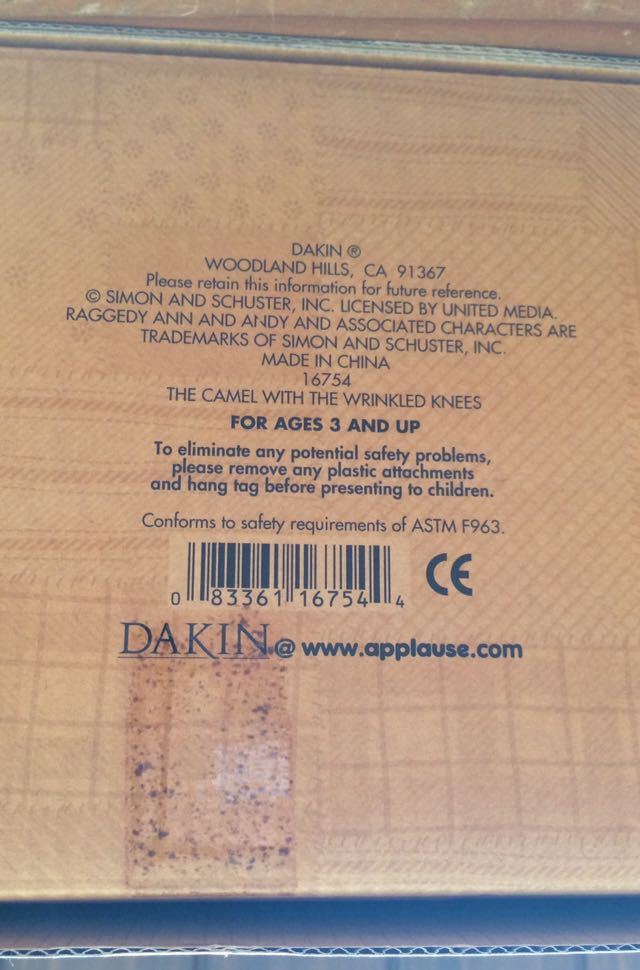 DAKIN ®
WOODLAND HILLS, CA 91367
Please retain this information for future reference.
© SIMON AND SCHUSTER, INC. LICENSED BY UNITED MEDIA.
RAGGEDY ANN AND ANDY AND ASSOCIATED CHARACTERS ARE
TRADEMARKS OF SIMON AND SCHUSTER, INC.
MADE IN CHINA
16754
THE CAMEL WITH THE WRINKLED KNEES
FOR AGES 3 AND UP
To eliminate any potential safety problems,
please remove any plastic attachments
and hang tag before presenting to children.
Conforms to safety requirements of ASTM F963.
CE
0 83361 16754 4
DAKIN@ www.applause.com